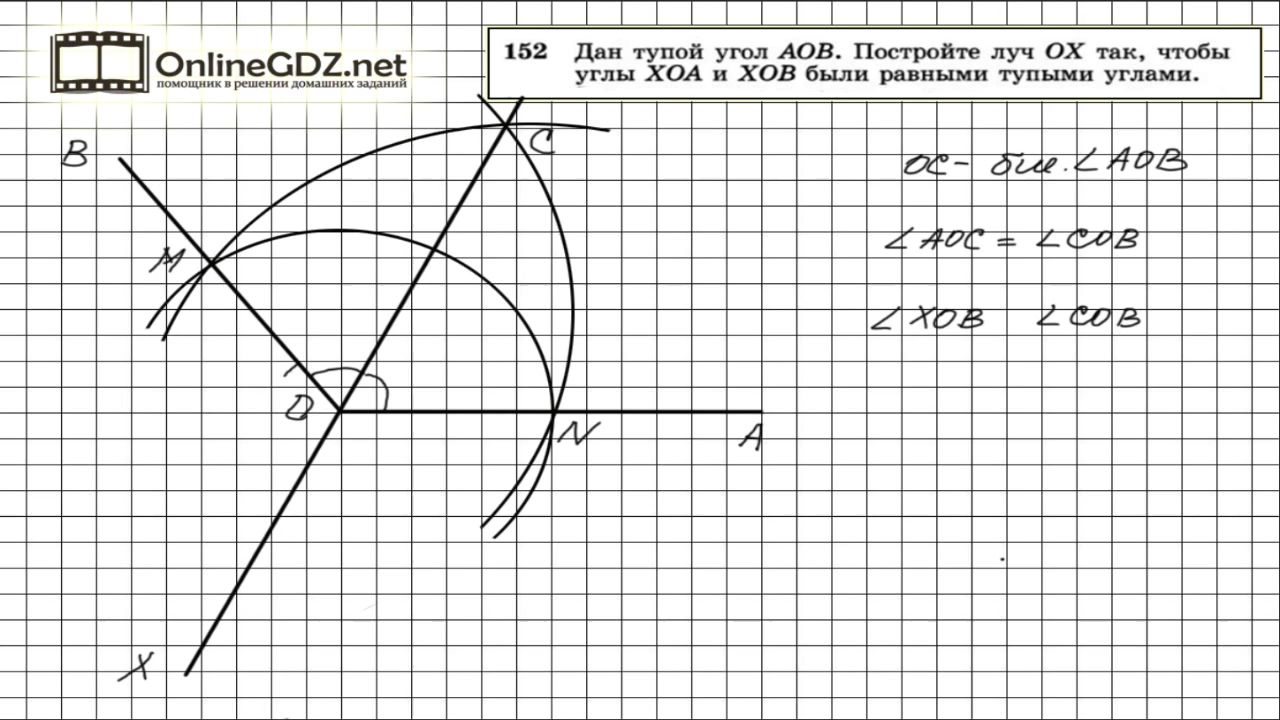 OnlineGDZ.net
помощник в решении домашних заданий
152 Дан тупой угол AOB. Постройте луч OX так, чтобы
углы XOA и XOB были равными тупыми углами.
B
C
M
O
N
A
X
OC - бис. ∠AOB
∠AOC = ∠COB
∠XOB ∠COB